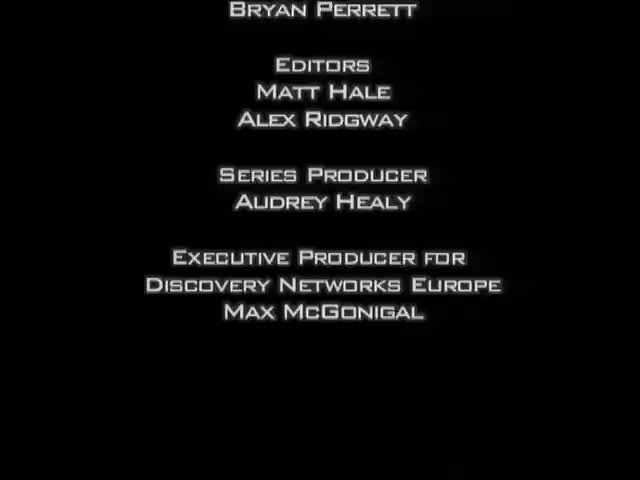 Bryan Perrett
Editors
Matt Hale
Alex Ridgway
Series Producer
Audrey Healy
Executive Producer for
Discovery Networks Europe
Max McGonigal